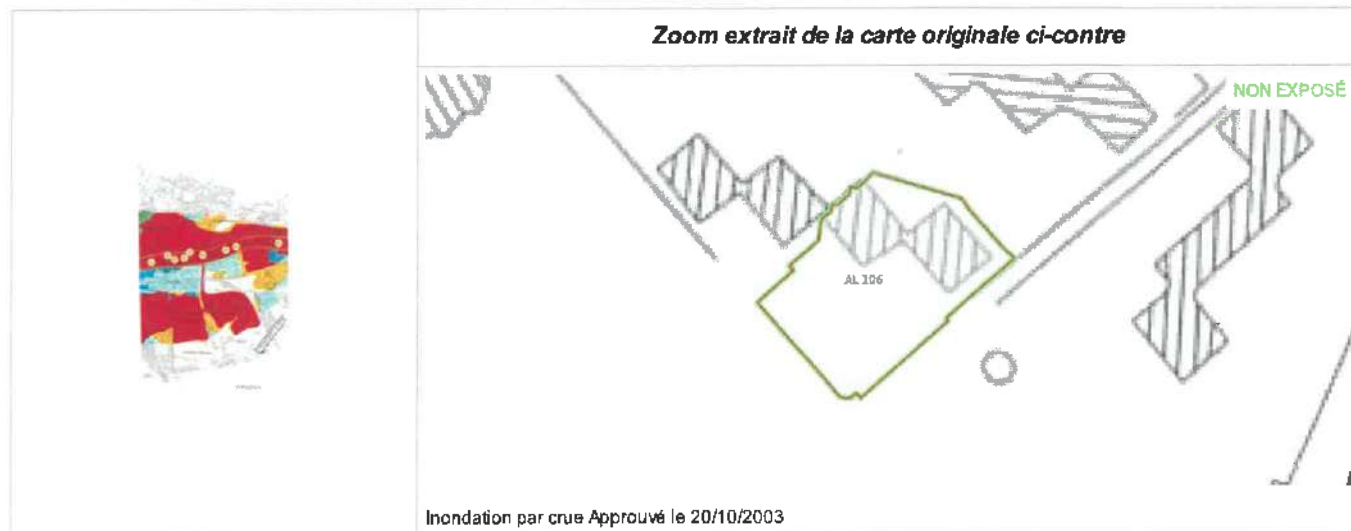 Zoom extrait de la carte originale ci-contre
NON EXPOSÉ
AL 106
Inondation par crue Approuvé le 20/10/2003